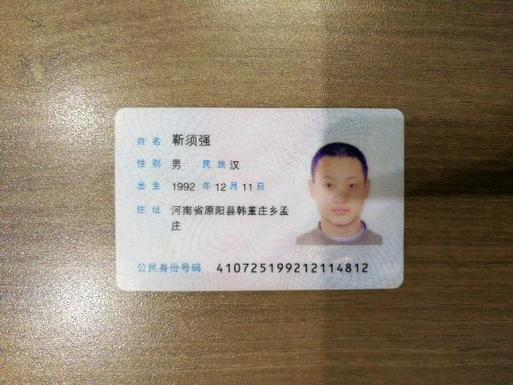 姓名 靳须强
性别 男 民族 汉
出生 1992 年 12 月 11 日
住址 河南省原阳县韩董庄乡孟
庄
公民身份号码 410725199212114812